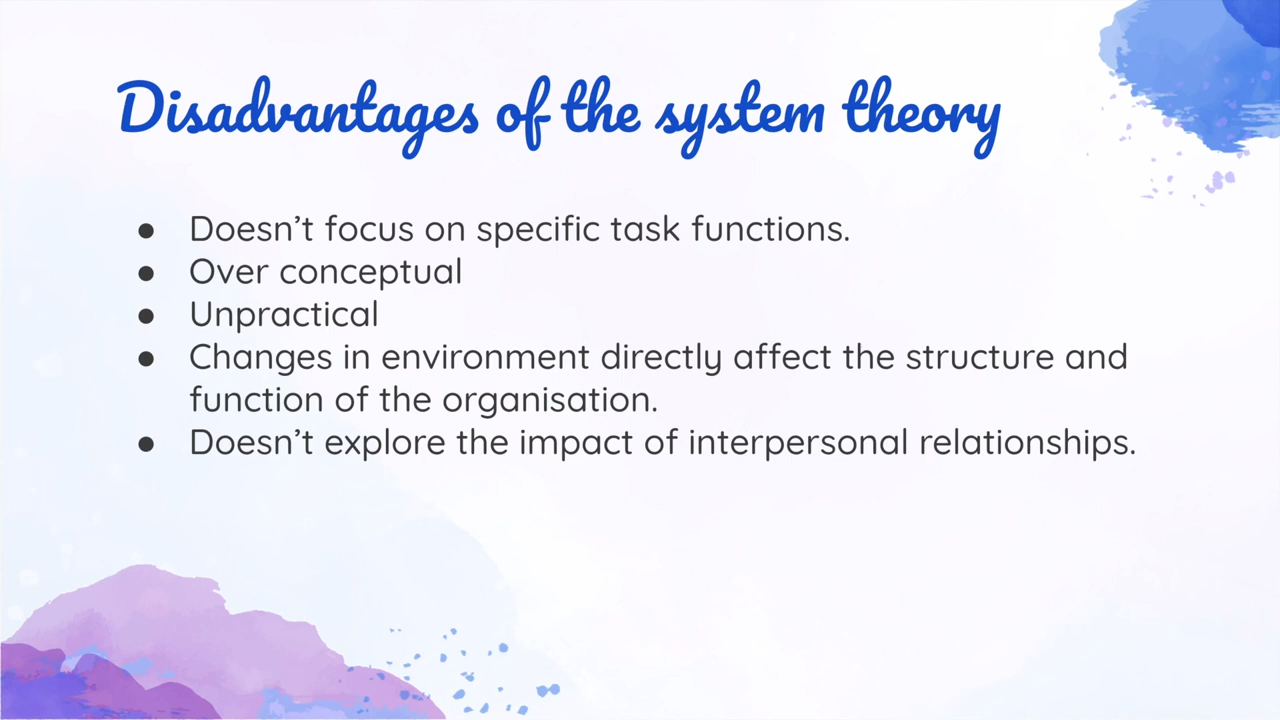 Disadvantages of the system theory
● Doesn’t focus on specific task functions.
● Over conceptual
● Unpractical
● Changes in environment directly affect the structure and
function of the organisation.
● Doesn’t explore the impact of interpersonal relationships.